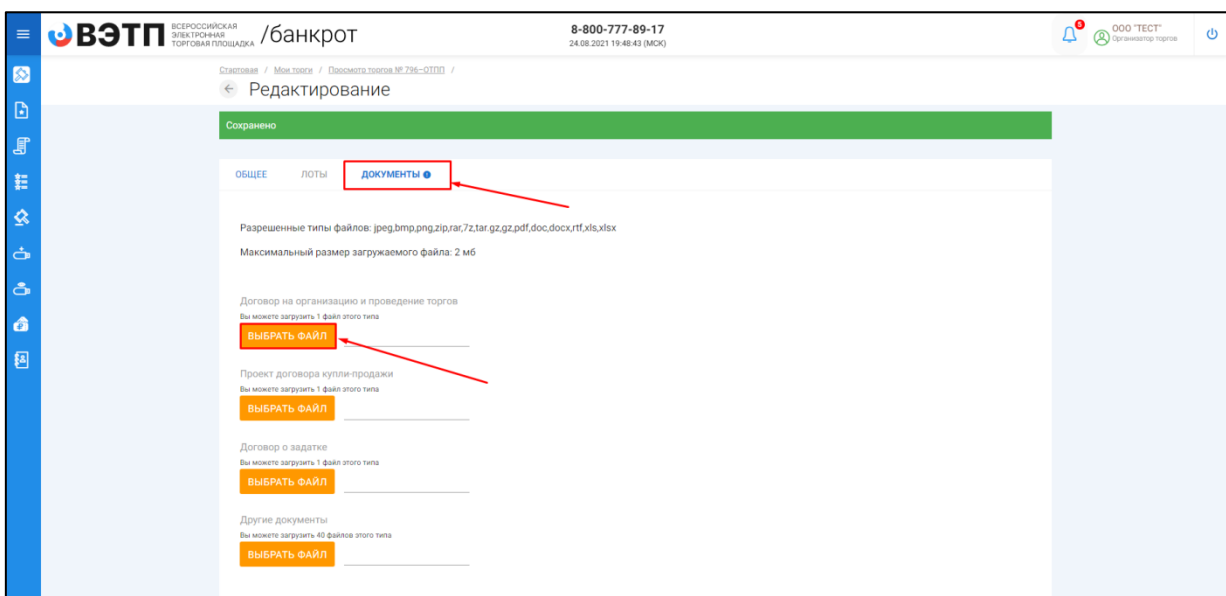 ВЭТП ВСЕРОССИЙСКАЯ ЭЛЕКТРОННАЯ ТОРГОВАЯ ПЛОЩАДКА /банкрот
8-800-777-89-17
24.08.2021 19:48:43 (МСК)
5
ООО "ТЕСТ"
Организатор торгов
Стартовая / Мои торги / Просмотр торгов № 796—ОТПП /
Редактирование
Сохранено
ОБЩЕЕ ЛОТЫ ДОКУМЕНТЫ
Разрешенные типы файлов: jpeg,bmp,png,zip,rar,7z,tar.gz,gz,pdf,doc,docx,rtf,xls,xlsx
Максимальный размер загружаемого файла: 2 мб
Договор на организацию и проведение торгов
Вы можете загрузить 1 файл этого типа
ВЫБРАТЬ ФАЙЛ
Проект договора купли-продажи
Вы можете загрузить 1 файл этого типа
ВЫБРАТЬ ФАЙЛ
Договор о задатке
Вы можете загрузить 1 файл этого типа
ВЫБРАТЬ ФАЙЛ
Другие документы
Вы можете загрузить 40 файлов этого типа
ВЫБРАТЬ ФАЙЛ